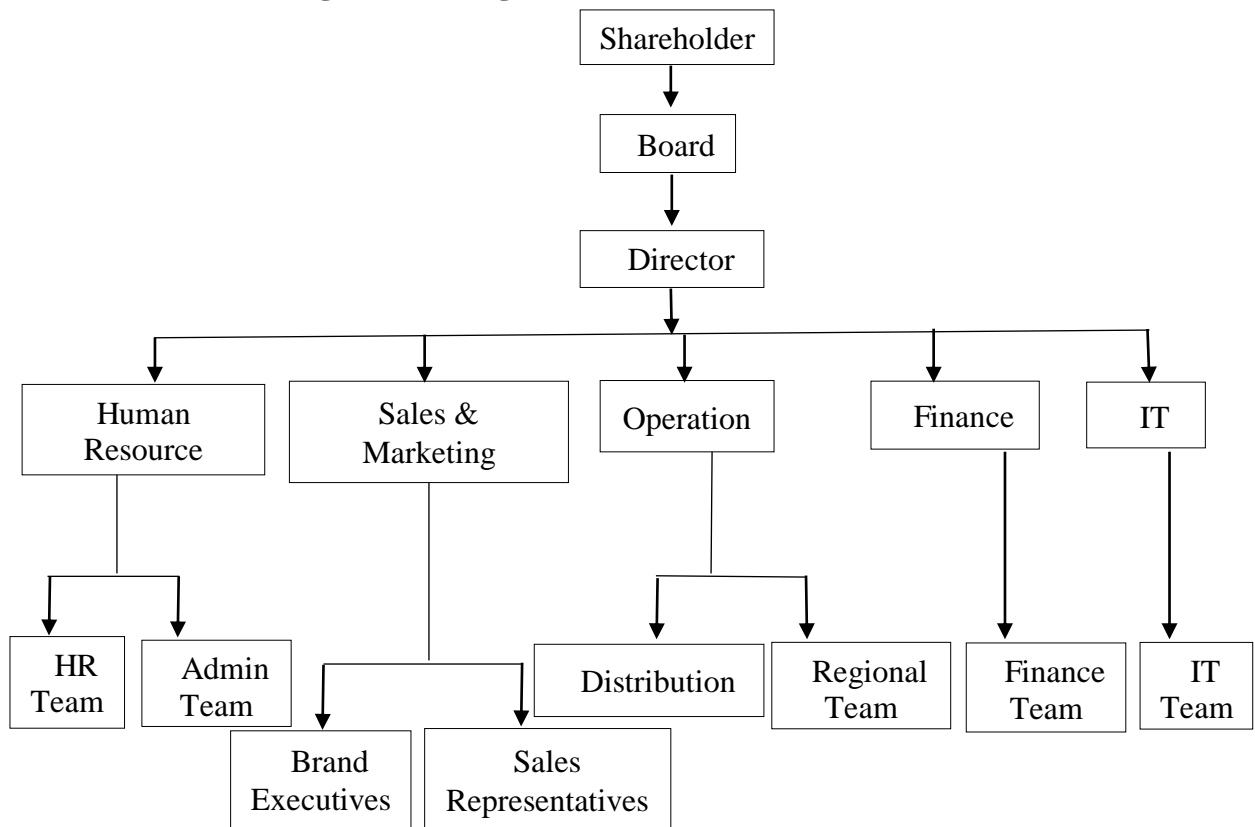 Shareholder
Board
Director
Human
Resource
Sales &
Marketing
Operation
Finance
IT
HR
Team
Admin
Team
Brand
Executives
Sales
Representatives
Distribution
Regional
Team
Finance
Team
IT
Team